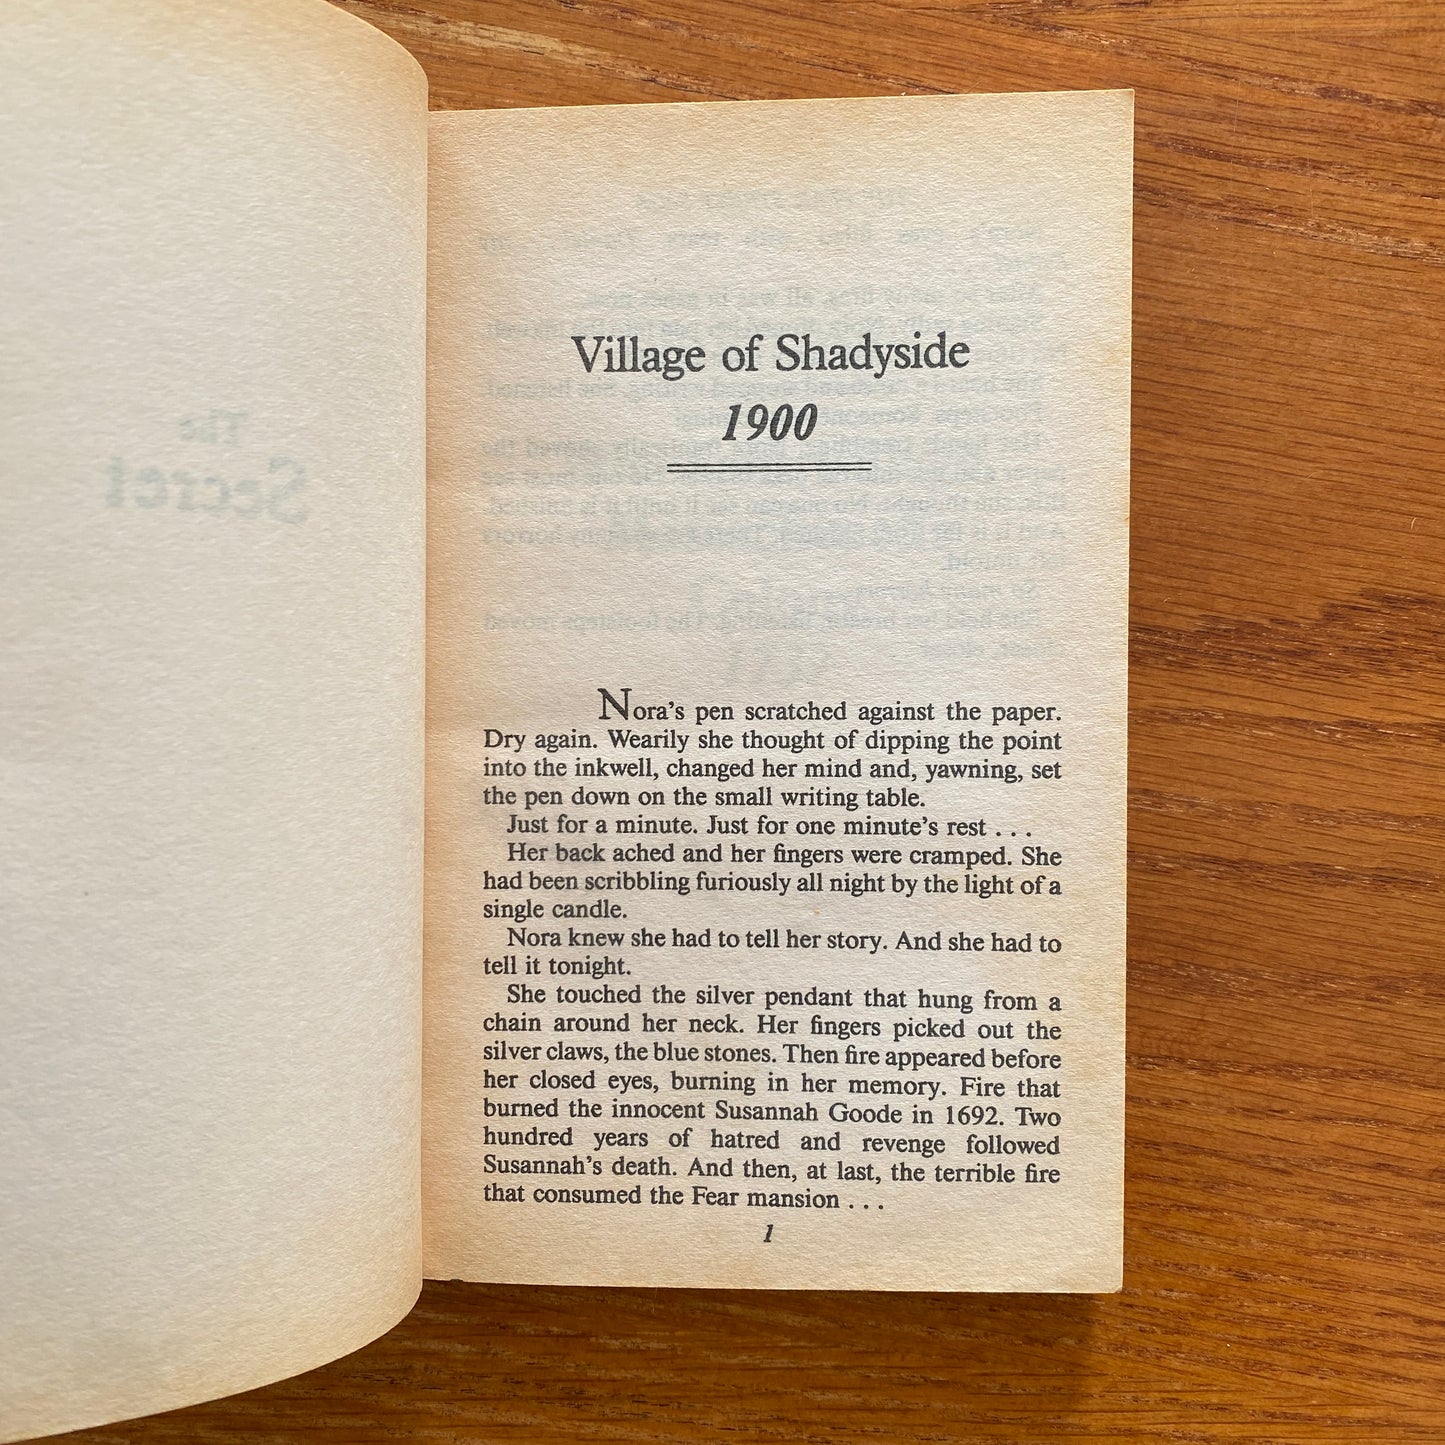 The
Secret
Village of Shadyside
1900
Nora's pen scratched against the paper.
Dry again. Wearily she thought of dipping the point
into the inkwell, changed her mind and, yawning, set
the pen down on the small writing table.
Just for a minute. Just for one minute's rest . . .
Her back ached and her fingers were cramped. She
had been scribbling furiously all night by the light of a
single candle.
Nora knew she had to tell her story. And she had to
tell it tonight.
She touched the silver pendant that hung from a
chain around her neck. Her fingers picked out the
silver claws, the blue stones. Then fire appeared before
her closed eyes, burning in her memory. Fire that
burned the innocent Susannah Goode in 1692. Two
hundred years of hatred and revenge followed
Susannah's death. And then, at last, the terrible fire
that consumed the Fear mansion . . .
1